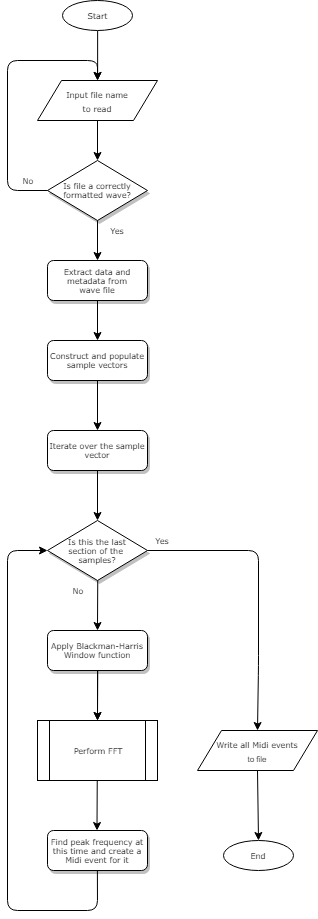 Start
Input file name
to read
Is file a correctly
formatted wave?
No
Yes
Extract data and
metadata from
wave file
Construct and populate
sample vectors
Iterate over the sample
vector
Is this the last
section of the
samples?
Yes
No
Apply Blackman-Harris
Window function
Perform FFT
Write all Midi events
to file
Find peak frequency at
this time and create a
Midi event for it
End